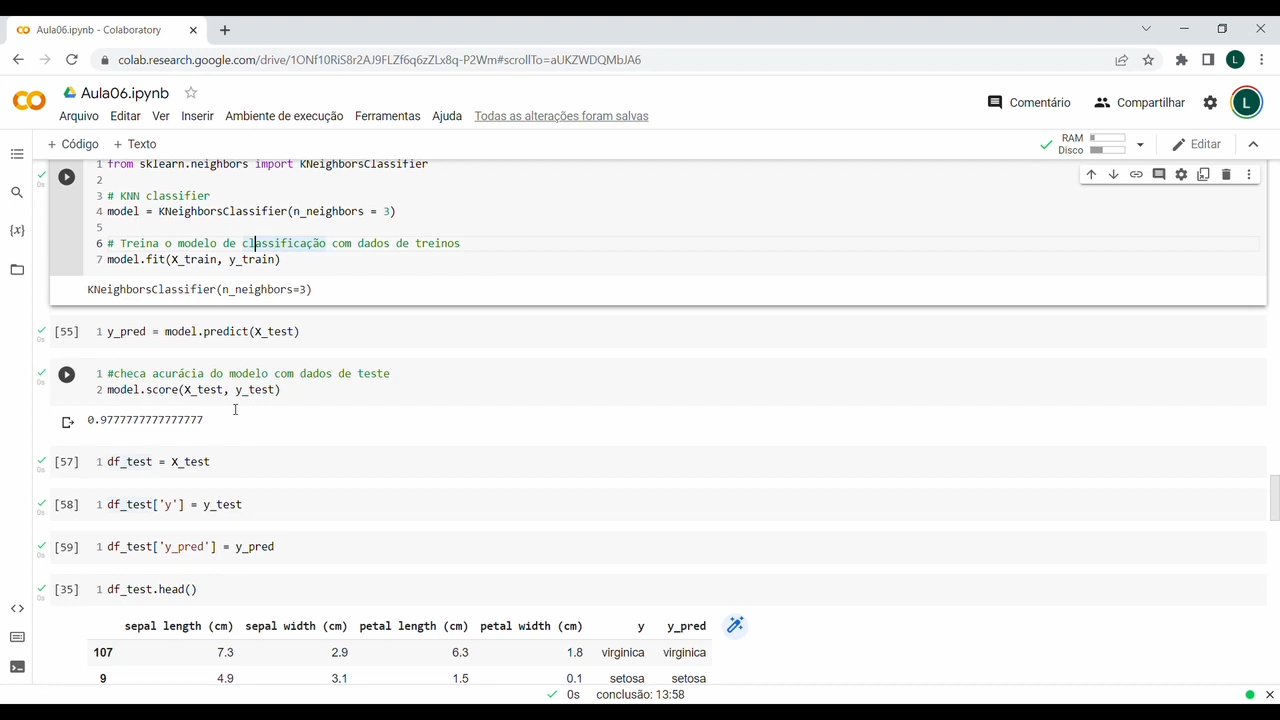 Aula06.ipynb - Colaboratory
colab.research.google.com/drive/1ONf10RiS8r2AJ9FLZf6q6zZLx8q-P2Wm#scrollTo=aUKZWDQMbJA6
L
Aula06.ipynb
Comentário
Compartilhar
L
Arquivo Editar Ver Inserir Ambiente de execução Ferramentas Ajuda Todas as alterações foram salvas
+ Código + Texto
RAM
Disco
Editar
0s
1 from sklearn.neighbors import KNeighborsClassifier
2
3 # KNN classifier
4 model = KNeighborsClassifier(n_neighbors = 3)
5
6 # Treina o modelo de classificação com dados de treinos
7 model.fit(X_train, y_train)
KNeighborsClassifier(n_neighbors=3)
0s
[55] 1 y_pred = model.predict(X_test)
0s
1 #checa acurácia do modelo com dados de teste
2 model.score(X_test, y_test)
0.9777777777777777
0s
[57] 1 df_test = X_test
0s
[58] 1 df_test['y'] = y_test
0s
[59] 1 df_test['y_pred'] = y_pred
0s
[35] 1 df_test.head()
sepal length (cm) sepal width (cm) petal length (cm) petal width (cm) y y_pred
107 7.3 2.9 6.3 1.8 virginica virginica
9 4.9 3.1 1.5 0.1 setosa setosa
0s conclusão: 13:58